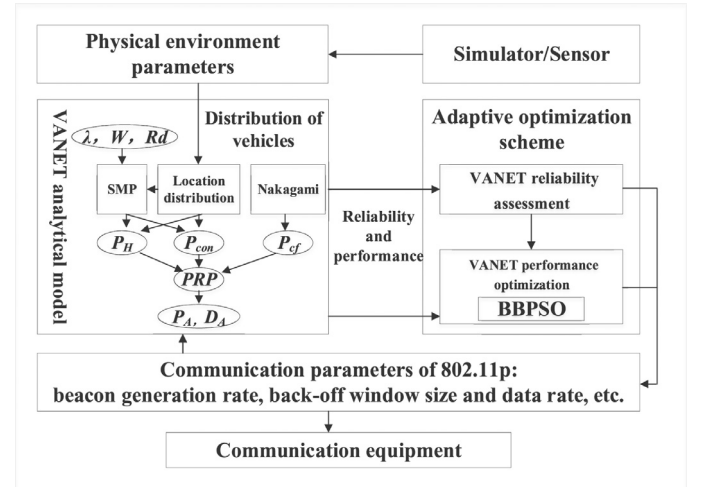 Physical environment
parameters
Simulator/Sensor
VANET analytical model
Distribution of
vehicles
λ, W, Rd
SMP
Location
distribution
Nakagami
P_H
P_con
P_cf
PRP
P_A, D_A
Reliability
and
performance
Adaptive optimization
scheme
VANET reliability
assessment
VANET performance
optimization
BBPSO
Communication parameters of 802.11p:
beacon generation rate, back-off window size and data rate, etc.
Communication equipment